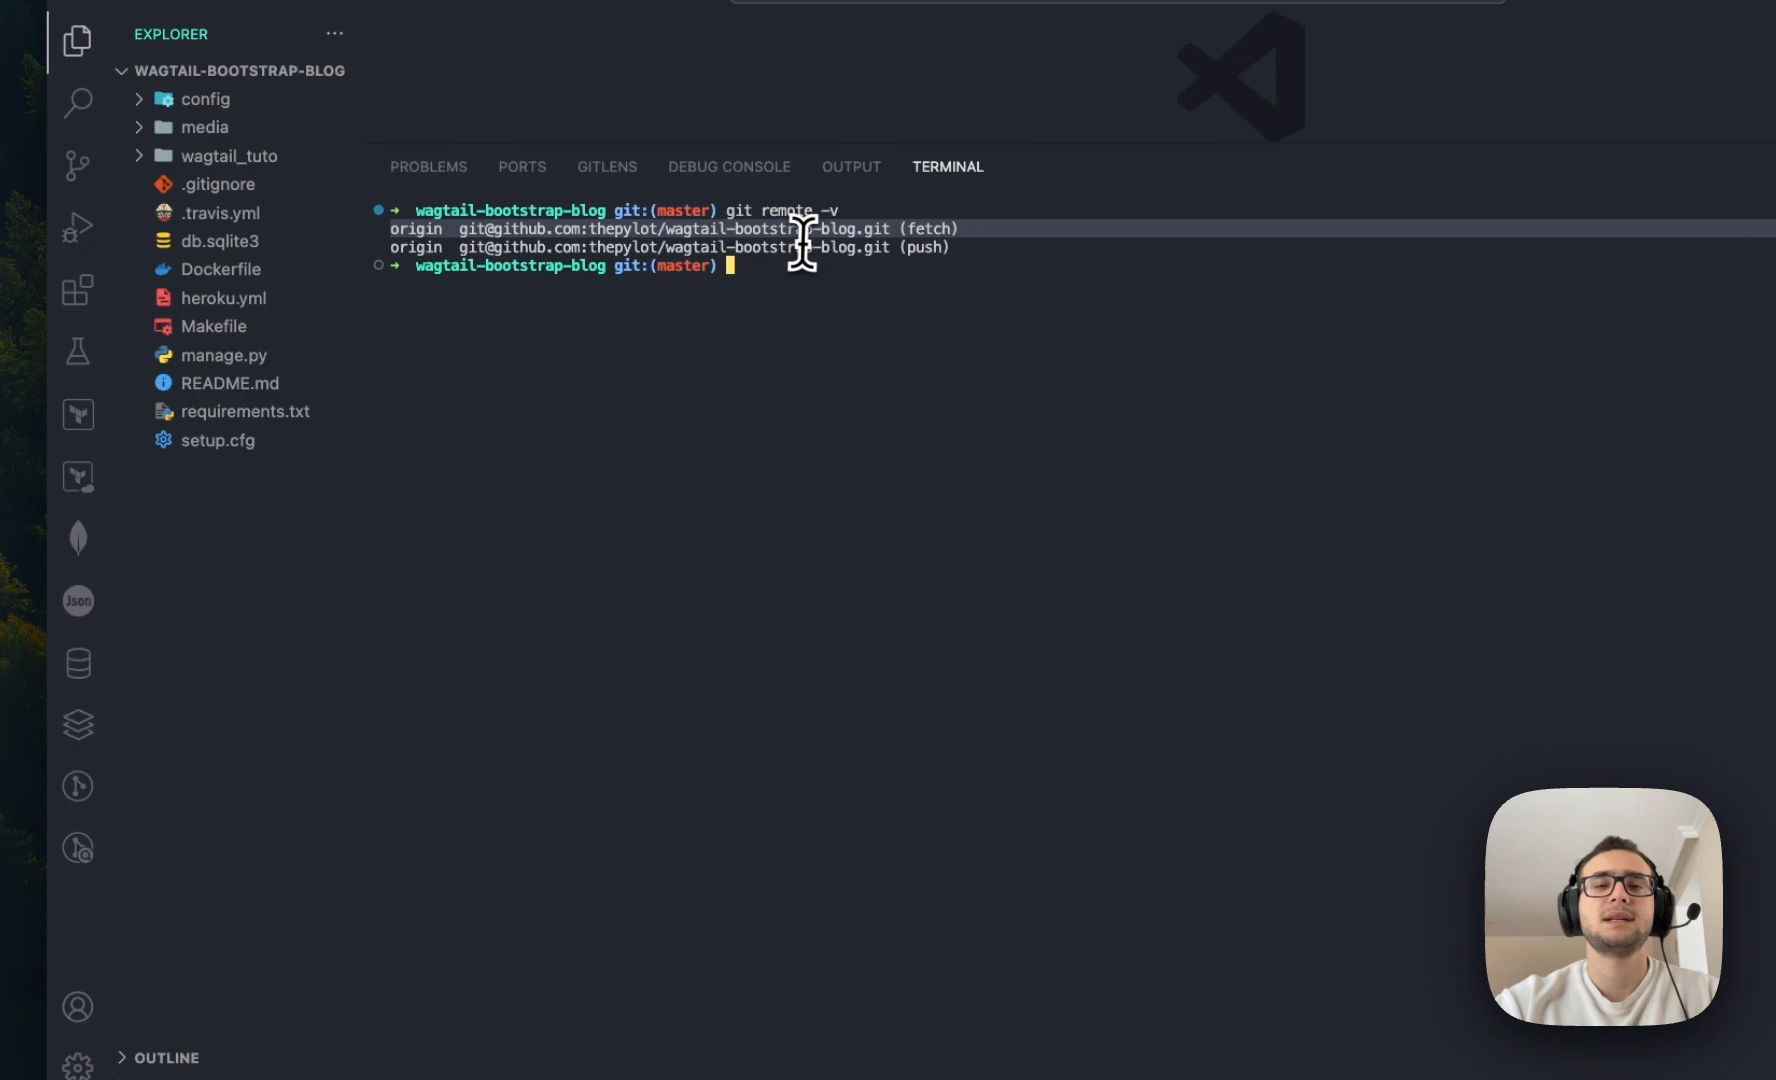 EXPLORER
WAGTAIL-BOOTSTRAP-BLOG
config
media
wagtail_tuto
.gitignore
.travis.yml
db.sqlite3
Dockerfile
heroku.yml
Makefile
manage.py
README.md
requirements.txt
setup.cfg
OUTLINE
Json
PROBLEMS PORTS GITLENS DEBUG CONSOLE OUTPUT TERMINAL
→ wagtail-bootstrap-blog git:(master) git remote -v
origin git@github.com:thepylot/wagtail-bootstrap-blog.git (fetch)
origin git@github.com:thepylot/wagtail-bootstrap-blog.git (push)
→ wagtail-bootstrap-blog git:(master)